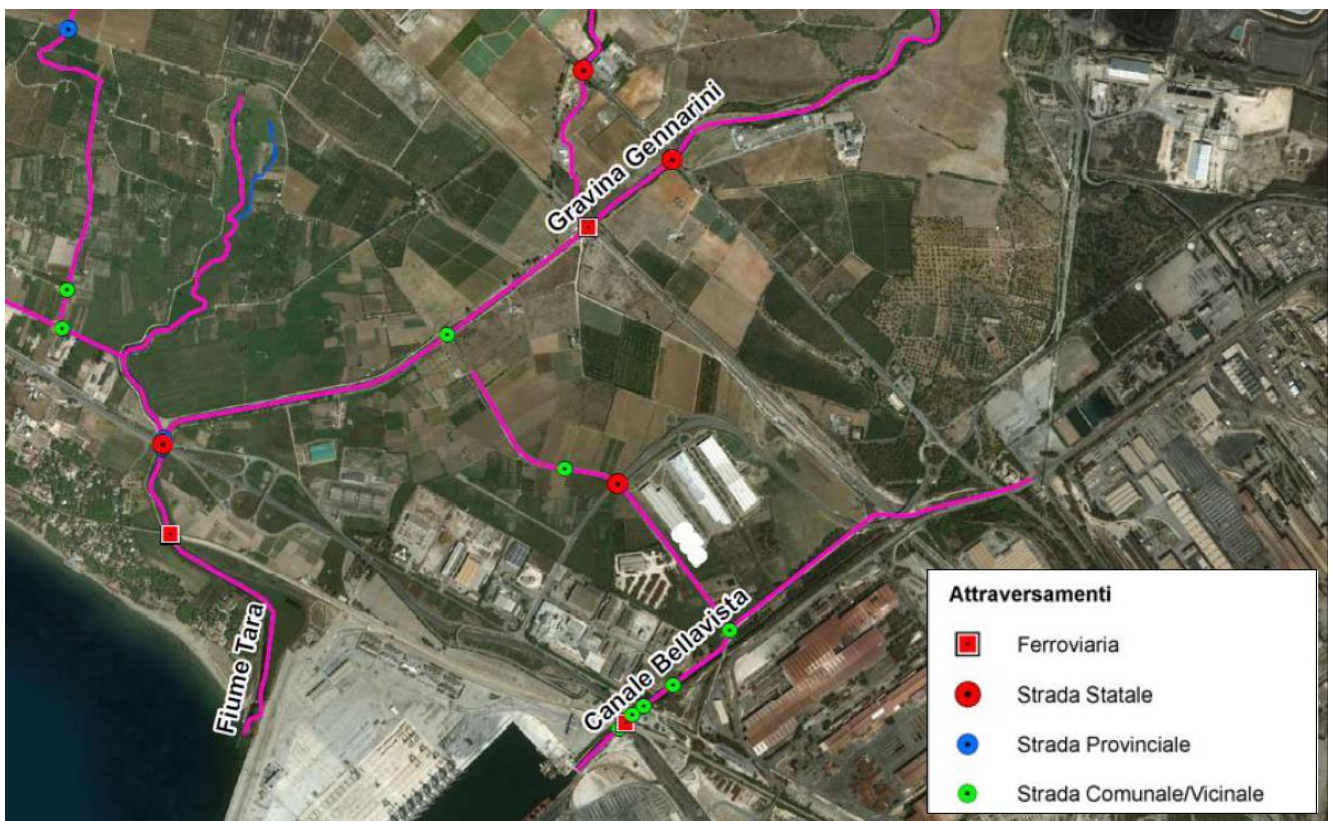 Gravina Gennarini
Fiume Tara
Canale Bellavista
Attraversamenti
Ferroviaria
Strada Statale
Strada Provinciale
Strada Comunale/Vicinale